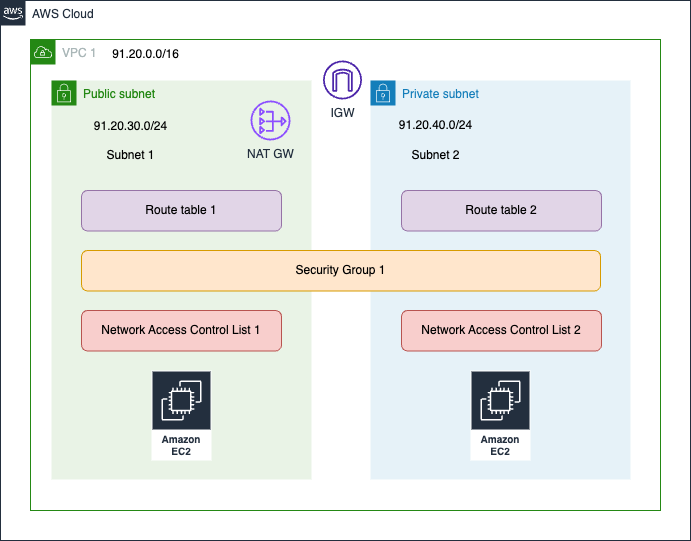 aws
AWS Cloud
VPC 1 91.20.0.0/16
Public subnet
91.20.30.0/24
Subnet 1
NAT GW
IGW
Private subnet
91.20.40.0/24
Subnet 2
Route table 1
Route table 2
Security Group 1
Network Access Control List 1
Network Access Control List 2
Amazon
EC2
Amazon
EC2